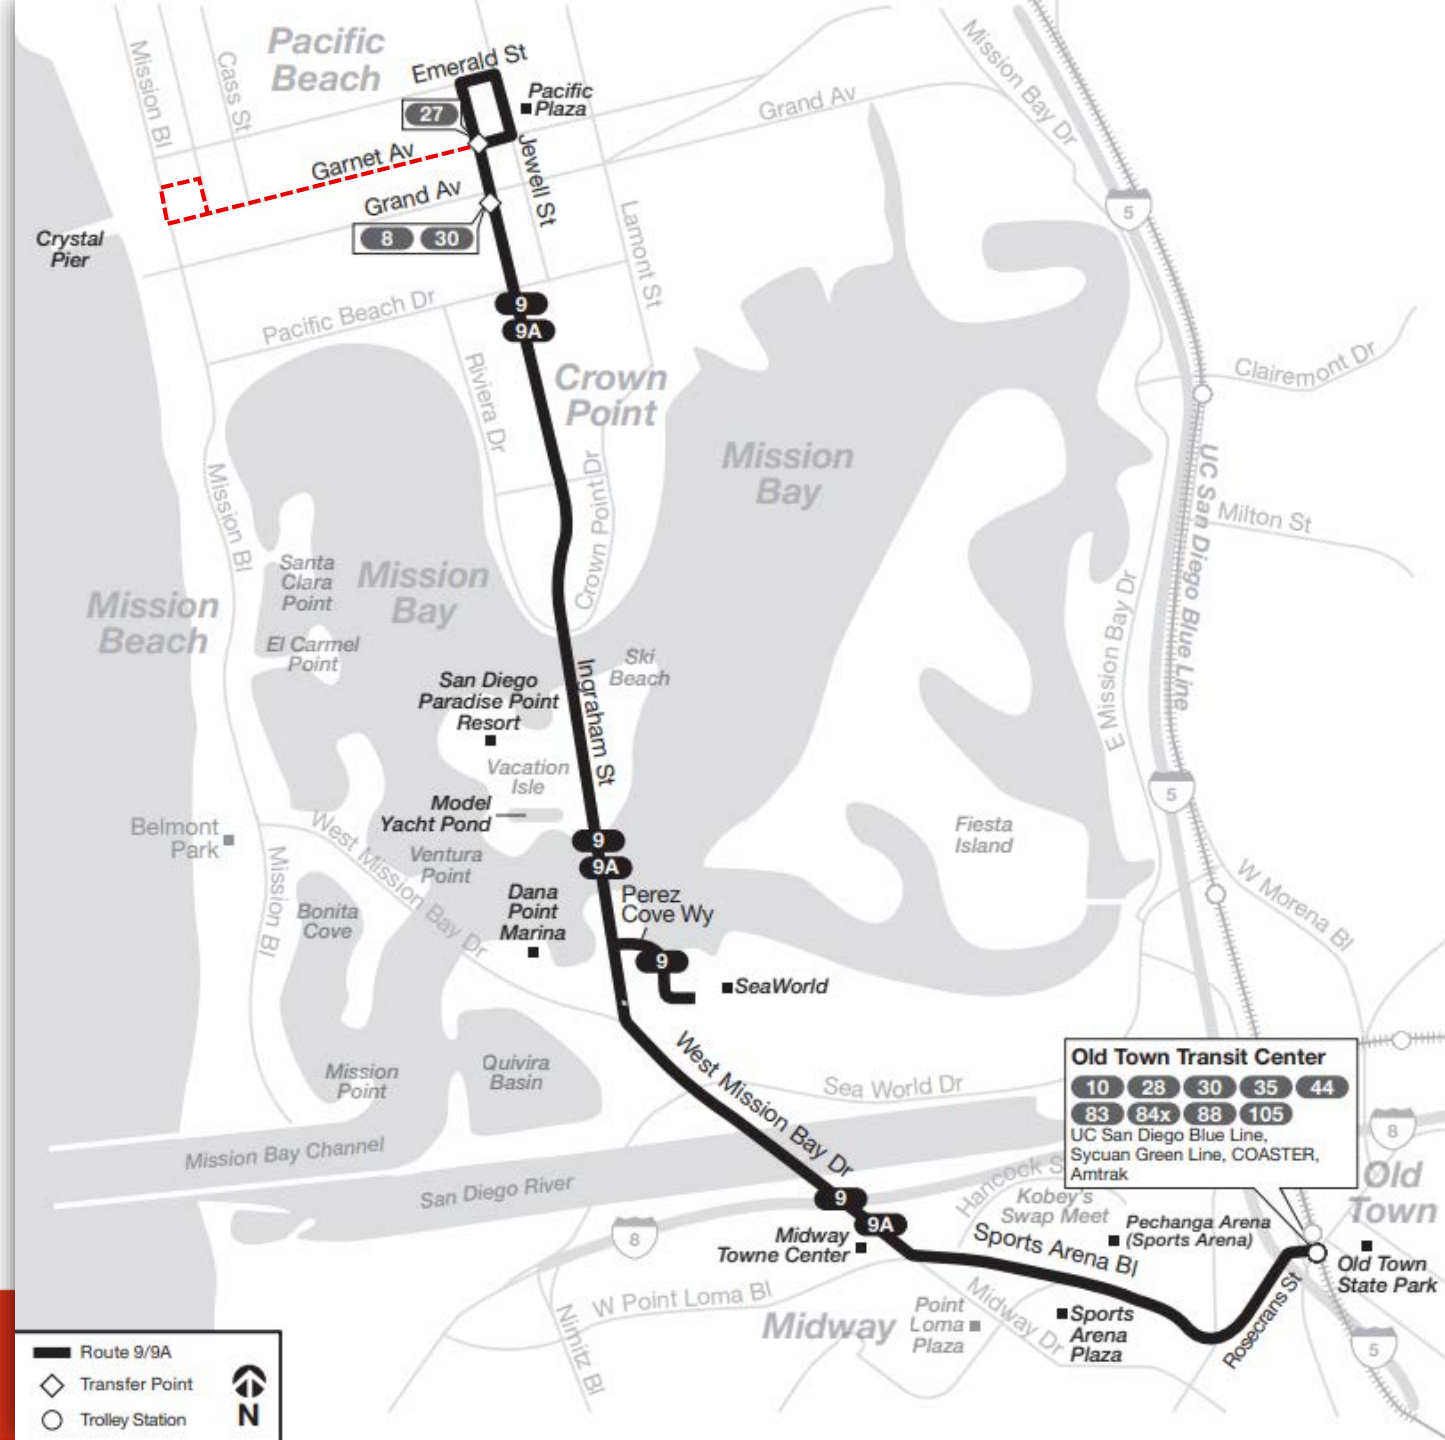 Pacific
Beach
Mission Bl
Cass St
Emerald St
27
Pacific
Plaza
Garnet Av
Grand Av
8 30
Jewell St
Grand Av
Mission Bay Dr
5
Crystal
Pier
Lamont St
Pacific Beach Dr
9
9A
Riviera Dr
Crown
Point
Clairemont Dr
Mission Bl
Crown Point Dr
Mission
Bay
UC San Diego Blue Line
Milton St
Santa
Clara
Point
Mission
Bay
Mission
Beach
El Carmel
Point
E Mission Bay Dr
Ski
Beach
San Diego
Paradise Point
Resort
Ingraham St
Vacation
Isle
5
Model
Yacht Pond
Belmont
Park
West Mission Bay Dr
Ventura
Point
9
9A
Fiesta
Island
Mission Bl
Bonita
Cove
Dana
Point
Marina
Perez
Cove Wy
9
W Morena Bl
SeaWorld
West Mission Bay Dr
Mission
Point
Quivira
Basin
Sea World Dr
Old Town Transit Center
10 28 30 35 44
83 84x 88 105
UC San Diego Blue Line,
Sycuan Green Line, COASTER,
Amtrak
8
Mission Bay Channel
San Diego River
Hancock S
Old
Town
9
9A
Kobey's
Swap Meet
Pechanga Arena
(Sports Arena)
8
Midway
Towne Center
Sports Arena Bl
Old Town
State Park
W Point Loma Bl
Nimitz Bl
Midway
Point
Loma
Plaza
Midway Dr
Sports
Arena
Plaza
Rosecrans St
5
Route 9/9A
Transfer Point
Trolley Station
N